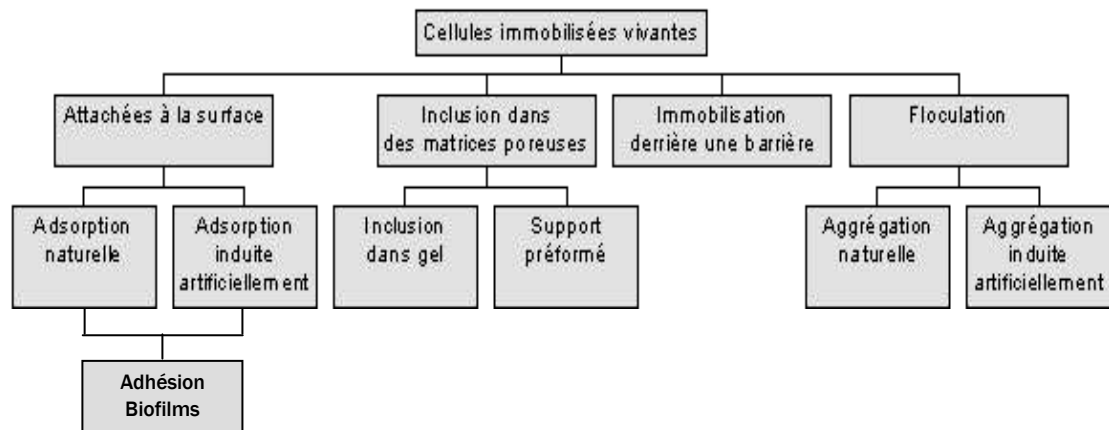 Cellules immobilisées vivantes
Attachées à la surface
Inclusion dans
des matrices poreuses
Immobilisation
derrière une barrière
Floculation
Adsorption
naturelle
Adsorption
induite
artificiellement
Inclusion
dans gel
Support
préformé
Aggrégation
naturelle
Aggrégation
induite
artificiellement
Adhésion
Biofilms